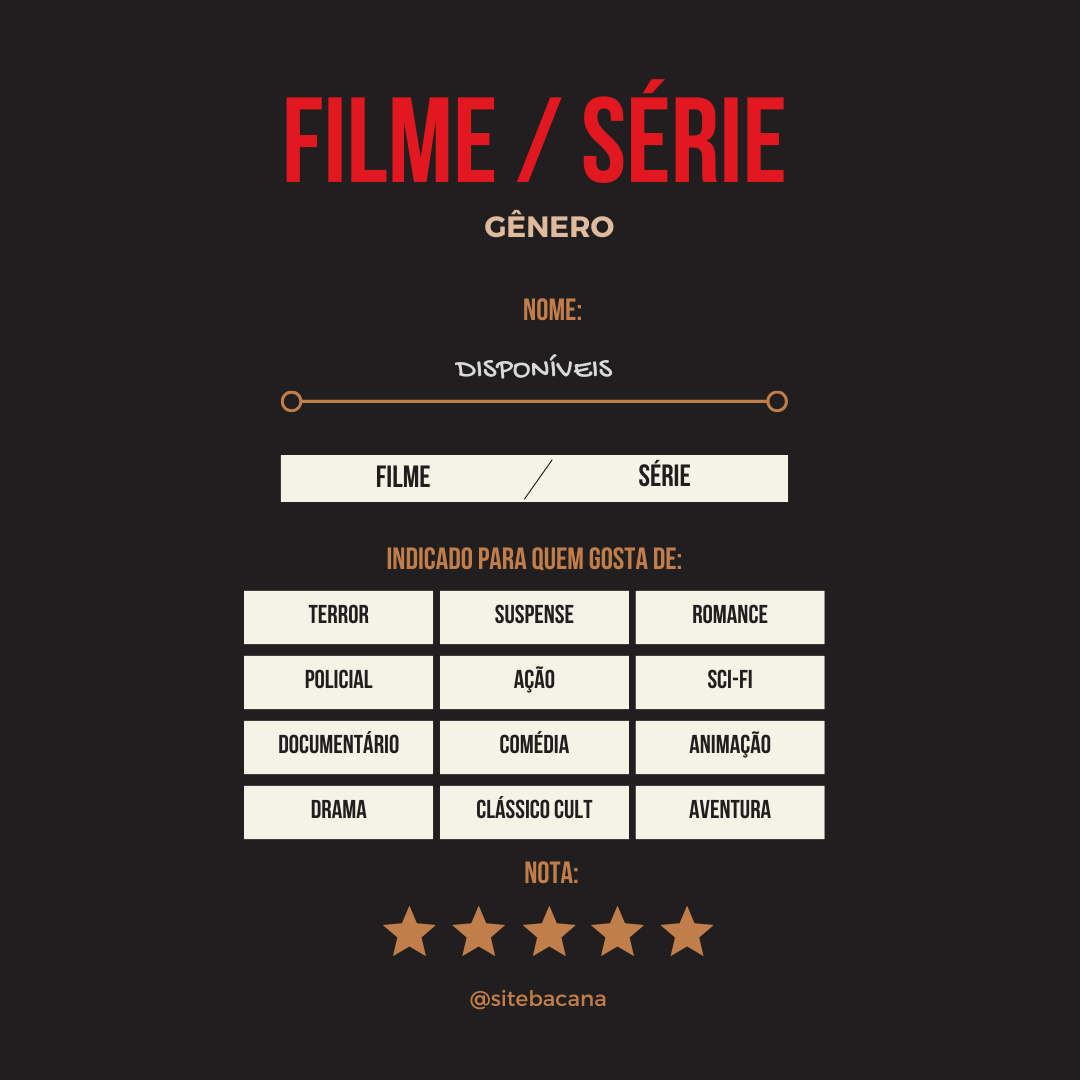 FILME / SÉRIE
GÊNERO
NOME:
DISPONÍVEIS
FILME / SÉRIE
INDICADO PARA QUEM GOSTA DE:
TERROR SUSPENSE ROMANCE
POLICIAL AÇÃO SCI-FI
DOCUMENTÁRIO COMÉDIA ANIMAÇÃO
DRAMA CLÁSSICO CULT AVENTURA
NOTA:
@sitebacana